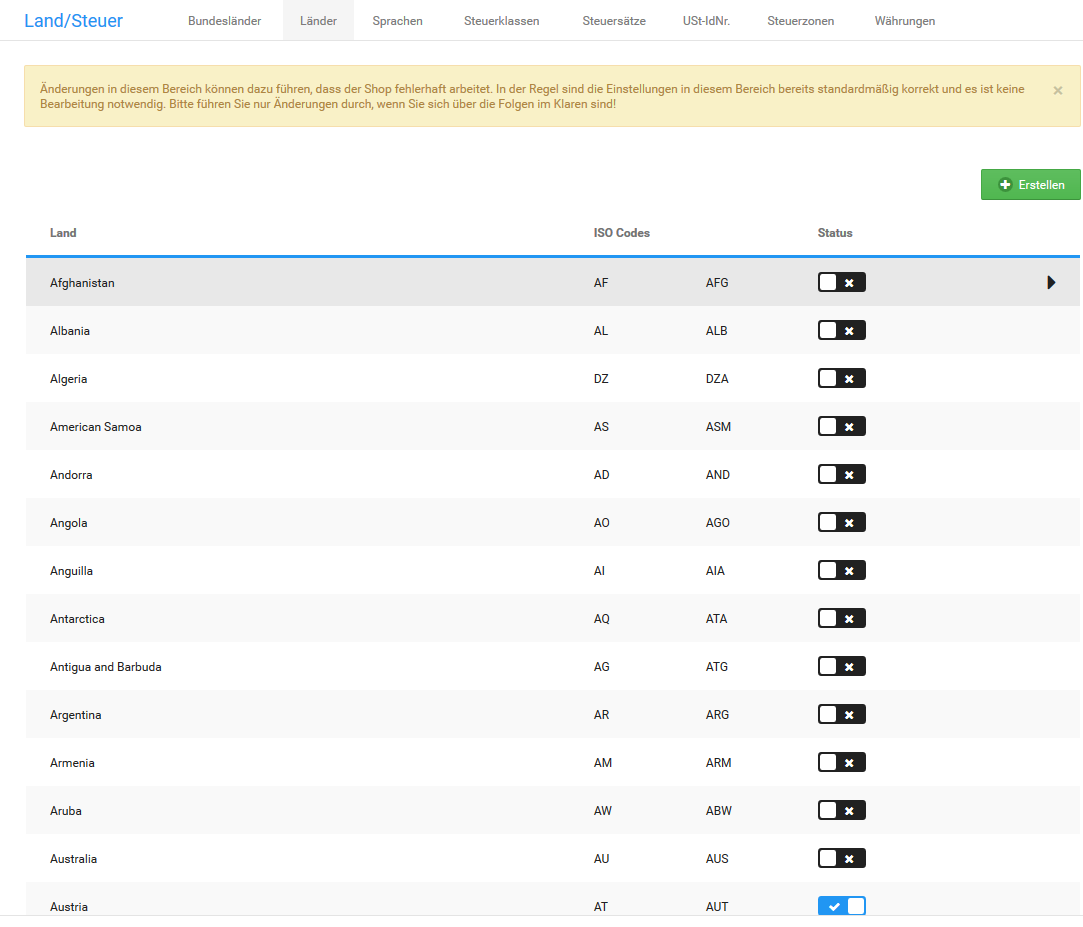 Land/Steuer Bundesländer Länder Sprachen Steuerklassen Steuersätze USt-IdNr. Steuerzonen Währungen
Änderungen in diesem Bereich können dazu führen, dass der Shop fehlerhaft arbeitet. In der Regel sind die Einstellungen in diesem Bereich bereits standardmäßig korrekt und es ist keine
Bearbeitung notwendig. Bitte führen Sie nur Änderungen durch, wenn Sie sich über die Folgen im Klaren sind!
Erstellen
Land ISO Codes Status
Afghanistan AF AFG
Albania AL ALB
Algeria DZ DZA
American Samoa AS ASM
Andorra AD AND
Angola AO AGO
Anguilla AI AIA
Antarctica AQ ATA
Antigua and Barbuda AG ATG
Argentina AR ARG
Armenia AM ARM
Aruba AW ABW
Australia AU AUS
Austria AT AUT